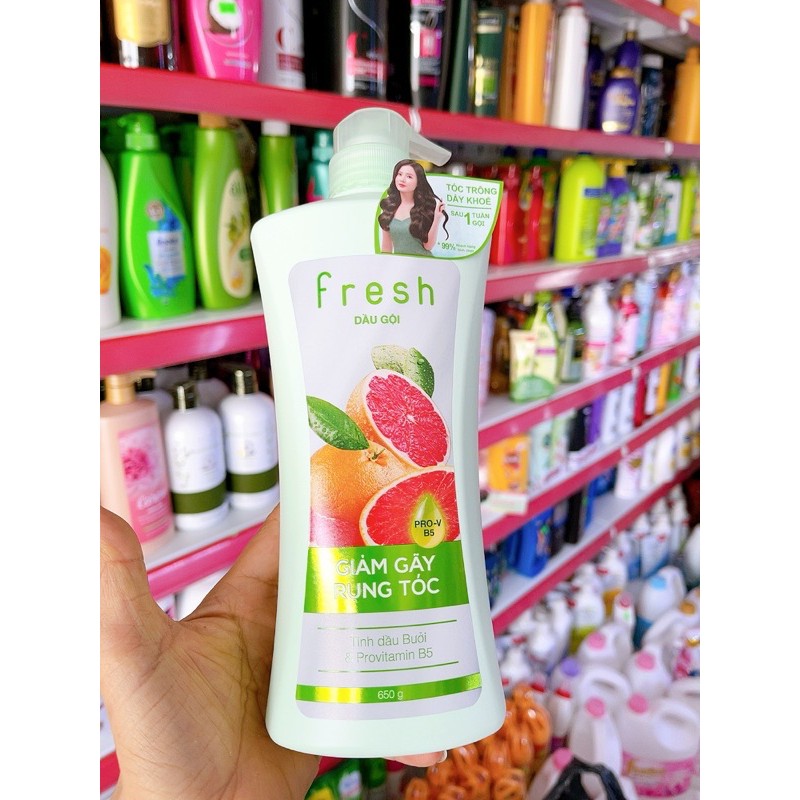 TÓC TRÔNG
DÀY KHOẺ
SAU 1 TUẦN
GỘI
* 99%
fresh
DẦU GỘI
PRO-V
B5
GIẢM GÃY
RỤNG TÓC
Tinh dầu Bưởi
& Provitamin B5
650 g